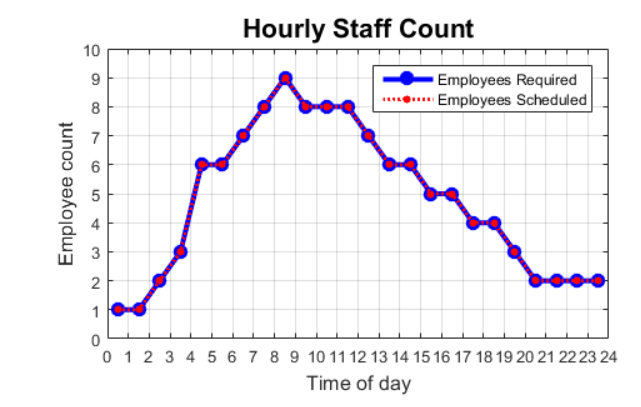 Hourly Staff Count
10
9
8
7
6
5
4
3
2
1
0
Employee count
Employees Required
Employees Scheduled
0 1 2 3 4 5 6 7 8 9 10 11 12 13 14 15 16 17 18 19 20 21 22 23 24
Time of day